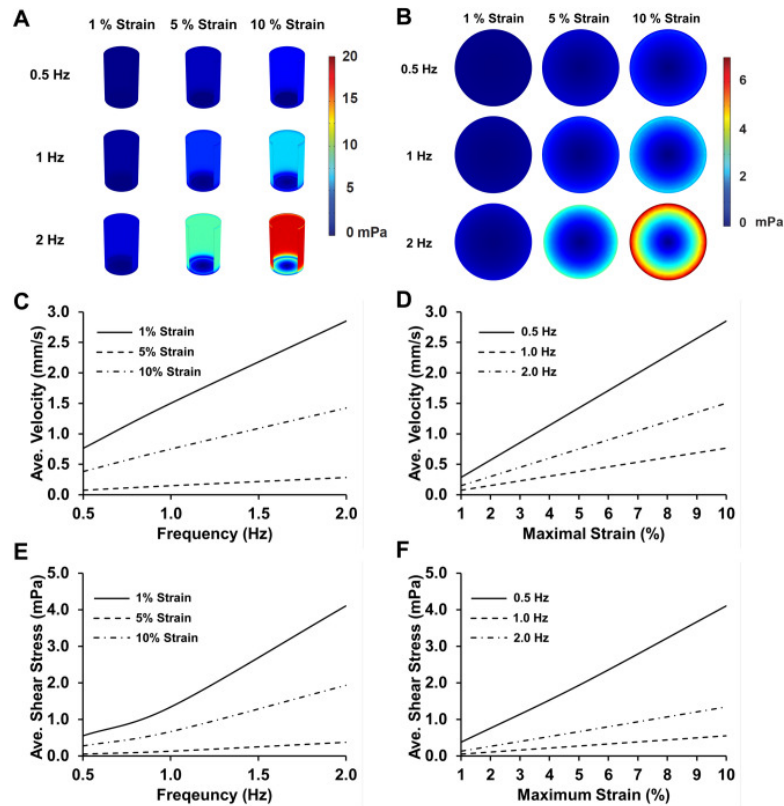 A
1 % Strain 5 % Strain 10 % Strain
0.5 Hz
1 Hz
2 Hz
20
15
10
5
0 mPa
B
1 % Strain 5 % Strain 10 % Strain
0.5 Hz
1 Hz
2 Hz
6
4
2
0
mPa
C
Ave. Velocity (mm/s)
3.0
2.5
2.0
1.5
1.0
0.5
0.0
1% Strain
5% Strain
10% Strain
0.5 1.0 1.5 2.0
Frequency (Hz)
D
Ave. Velocity (mm/s)
3.0
2.5
2.0
1.5
1.0
0.5
0.0
0.5 Hz
1.0 Hz
2.0 Hz
1 2 3 4 5 6 7 8 9 10
Maximal Strain (%)
E
Ave. Shear Stress (mPa)
5.0
4.0
3.0
2.0
1.0
0.0
1% Strain
5% Strain
10% Strain
0.5 1.0 1.5 2.0
Freqeuncy (Hz)
F
Ave. Shear Stress (mPa)
5.0
4.0
3.0
2.0
1.0
0.0
0.5 Hz
1.0 Hz
2.0 Hz
1 2 3 4 5 6 7 8 9 10
Maximum Strain (%)